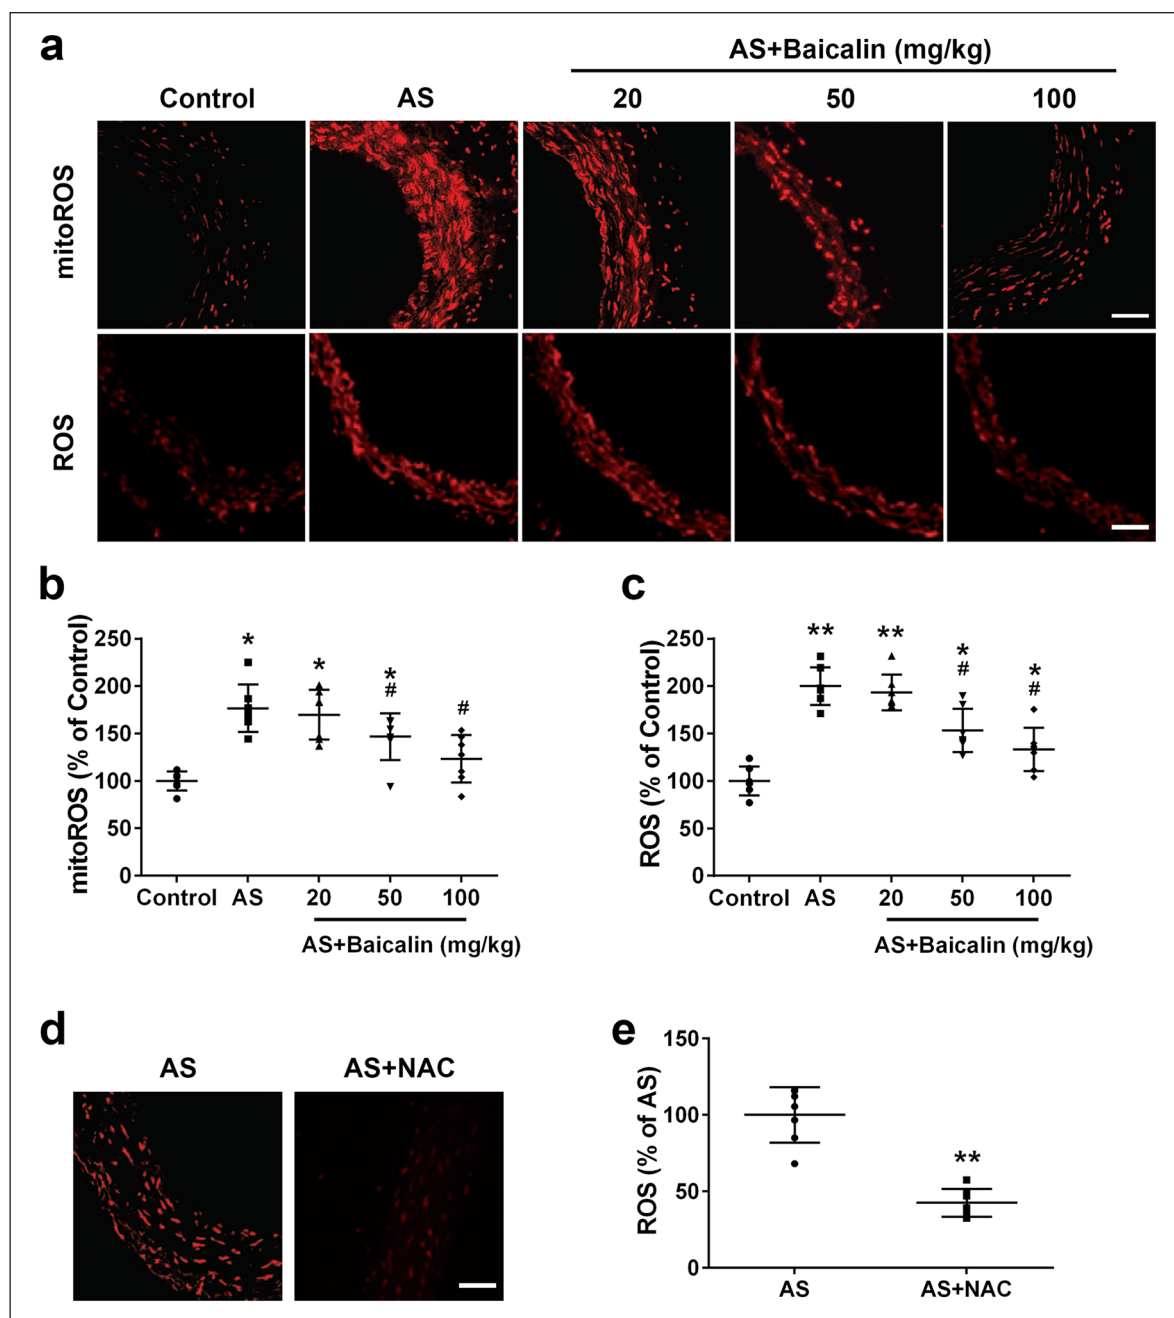 a
AS+Baicalin (mg/kg)
Control AS 20 50 100
mitoROS
ROS
b
mitoROS (% of Control)
250
200
150
100
50
0
* * * # #
Control AS 20 50 100
AS+Baicalin (mg/kg)
c
ROS (% of Control)
250
200
150
100
50
0
** ** * # * #
Control AS 20 50 100
AS+Baicalin (mg/kg)
d
AS AS+NAC
e
ROS (% of AS)
150
100
50
0
**
AS AS+NAC